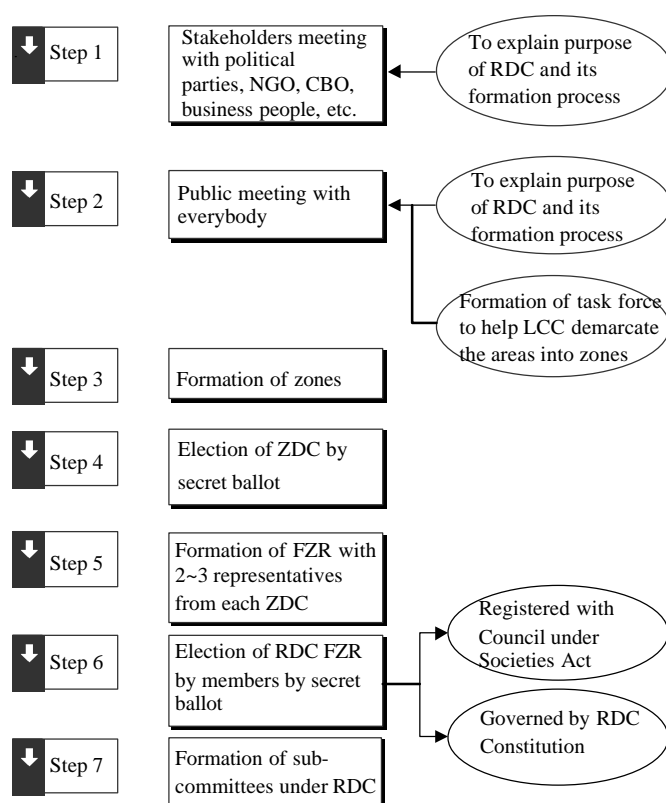 Step 1
Stakeholders meeting
with political
parties, NGO, CBO,
business people, etc.
To explain purpose
of RDC and its
formation process
Step 2
Public meeting with
everybody
To explain purpose
of RDC and its
formation process
Formation of task force
to help LCC demarcate
the areas into zones
Step 3
Formation of zones
Step 4
Election of ZDC by
secret ballot
Step 5
Formation of FZR with
2~3 representatives
from each ZDC
Step 6
Election of RDC FZR
by members by secret
ballot
Registered with
Council under
Societies Act
Governed by RDC
Constitution
Step 7
Formation of sub-
committees under RDC